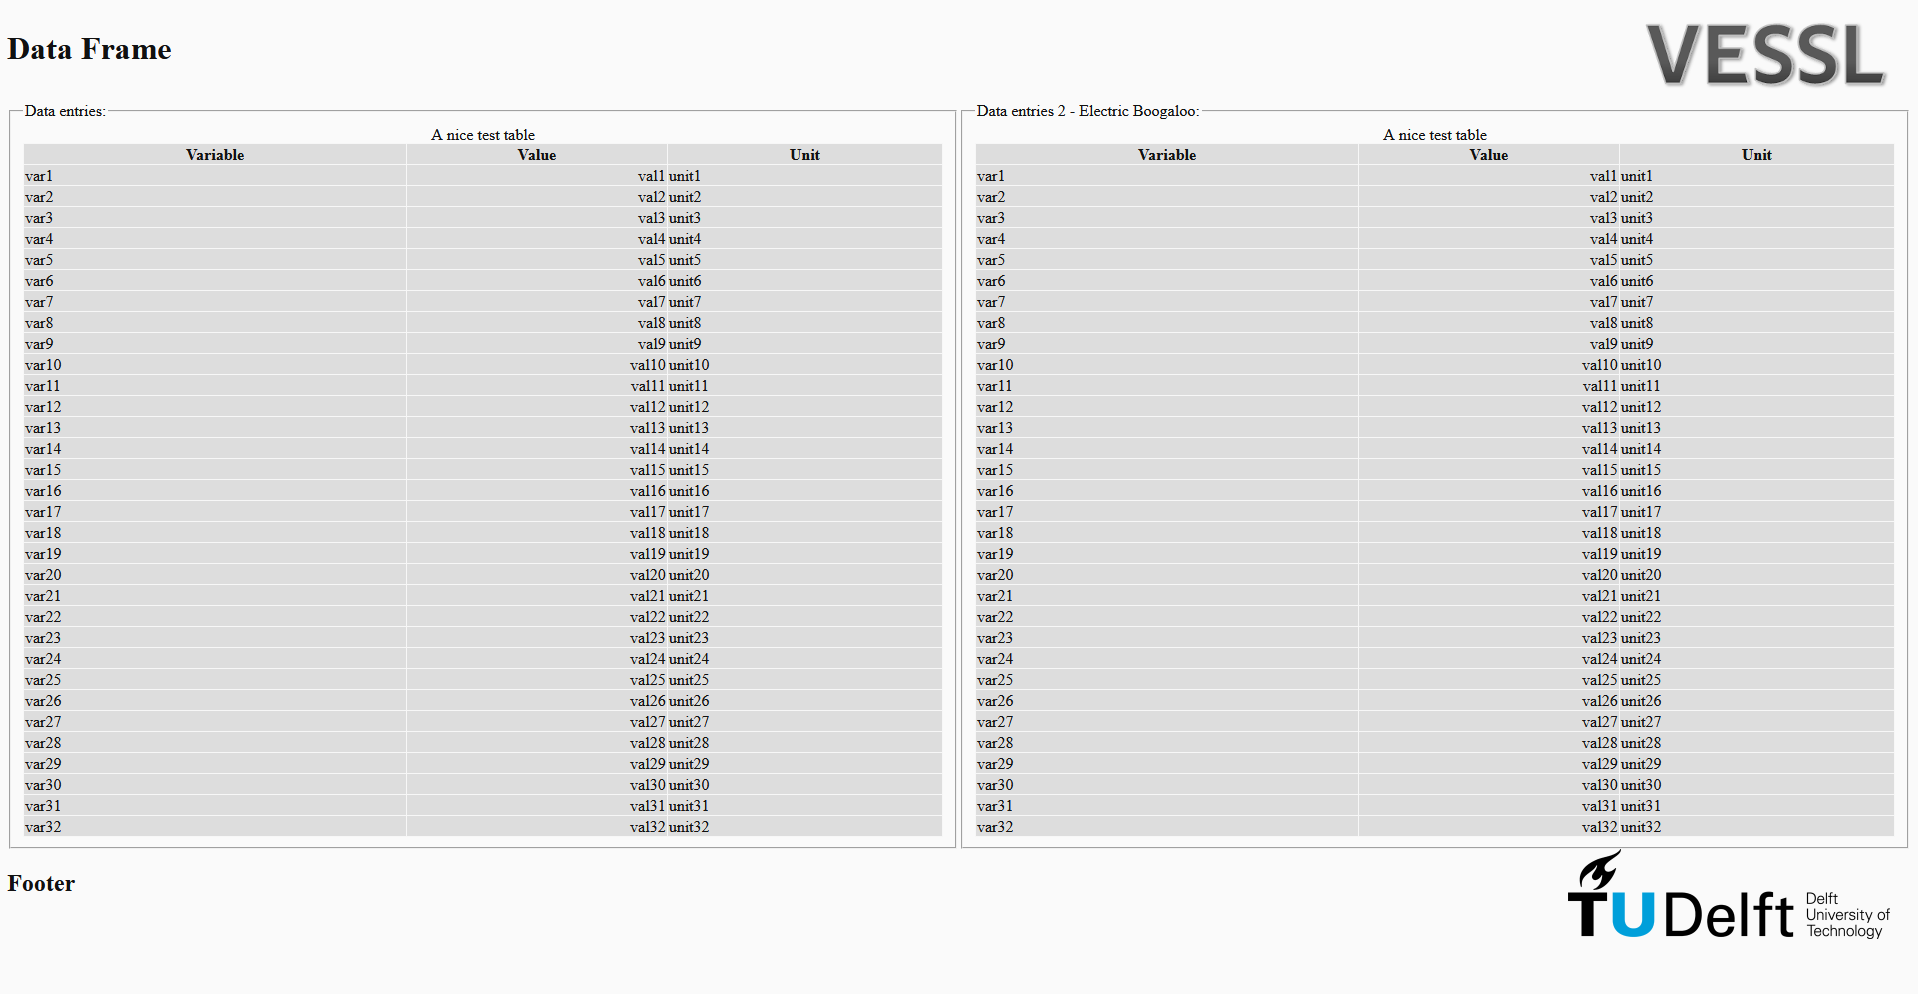 Data Frame
VESSL
Data entries:
A nice test table
Variable Value Unit
var1 val1 unit1
var2 val2 unit2
var3 val3 unit3
var4 val4 unit4
var5 val5 unit5
var6 val6 unit6
var7 val7 unit7
var8 val8 unit8
var9 val9 unit9
var10 val10 unit10
var11 val11 unit11
var12 val12 unit12
var13 val13 unit13
var14 val14 unit14
var15 val15 unit15
var16 val16 unit16
var17 val17 unit17
var18 val18 unit18
var19 val19 unit19
var20 val20 unit20
var21 val21 unit21
var22 val22 unit22
var23 val23 unit23
var24 val24 unit24
var25 val25 unit25
var26 val26 unit26
var27 val27 unit27
var28 val28 unit28
var29 val29 unit29
var30 val30 unit30
var31 val31 unit31
var32 val32 unit32
Data entries 2 - Electric Boogaloo:
A nice test table
Variable Value Unit
var1 val1 unit1
var2 val2 unit2
var3 val3 unit3
var4 val4 unit4
var5 val5 unit5
var6 val6 unit6
var7 val7 unit7
var8 val8 unit8
var9 val9 unit9
var10 val10 unit10
var11 val11 unit11
var12 val12 unit12
var13 val13 unit13
var14 val14 unit14
var15 val15 unit15
var16 val16 unit16
var17 val17 unit17
var18 val18 unit18
var19 val19 unit19
var20 val20 unit20
var21 val21 unit21
var22 val22 unit22
var23 val23 unit23
var24 val24 unit24
var25 val25 unit25
var26 val26 unit26
var27 val27 unit27
var28 val28 unit28
var29 val29 unit29
var30 val30 unit30
var31 val31 unit31
var32 val32 unit32
Footer
TUDelft
Delft
University of
Technology